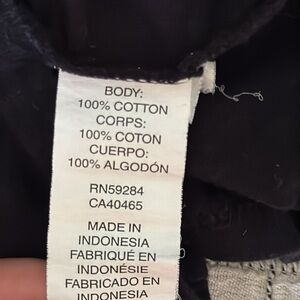 BODY:
100% COTTON
CORPS:
100% COTON
CUERPO:
100% ALGODÓN
RN59284
CA40465
MADE IN
INDONESIA
FABRIQUÉ EN
INDONÉSIE
FABRICADO EN
INDONESIA